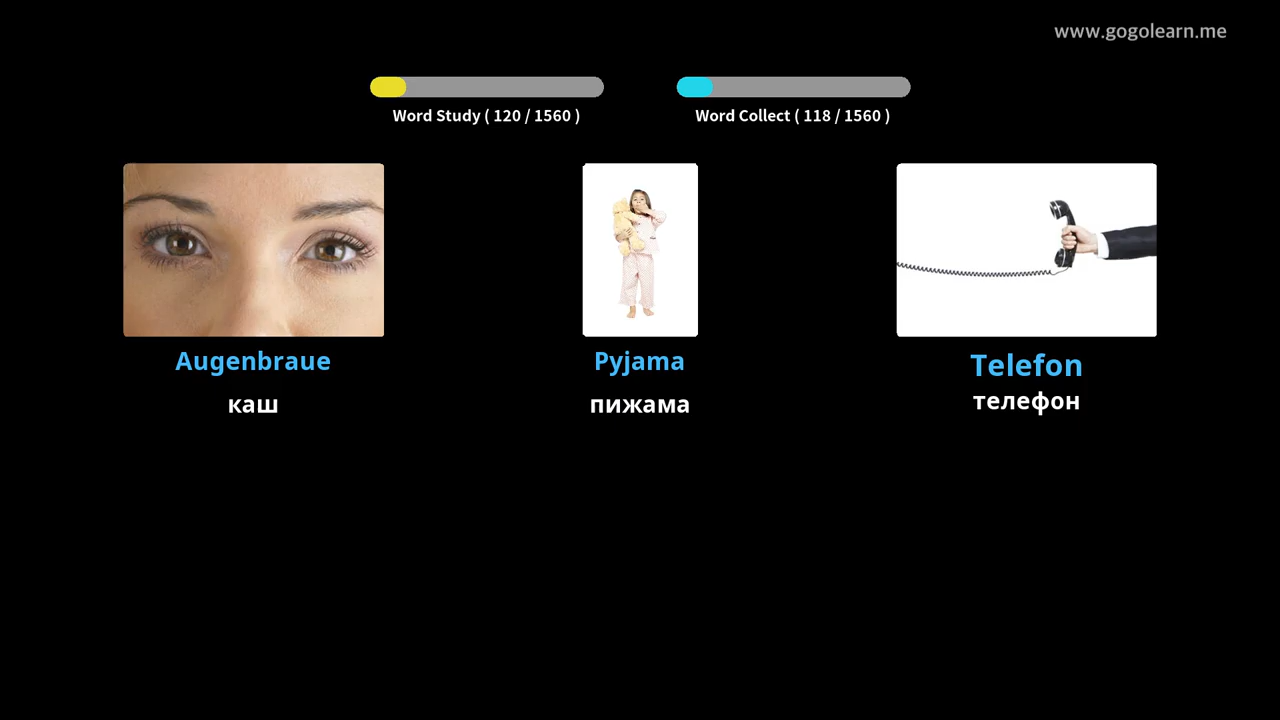 www.gogolearn.me
Word Study ( 120 / 1560 )
Word Collect ( 118 / 1560 )
Augenbraue
каш
Pyjama
пижама
Telefon
телефон